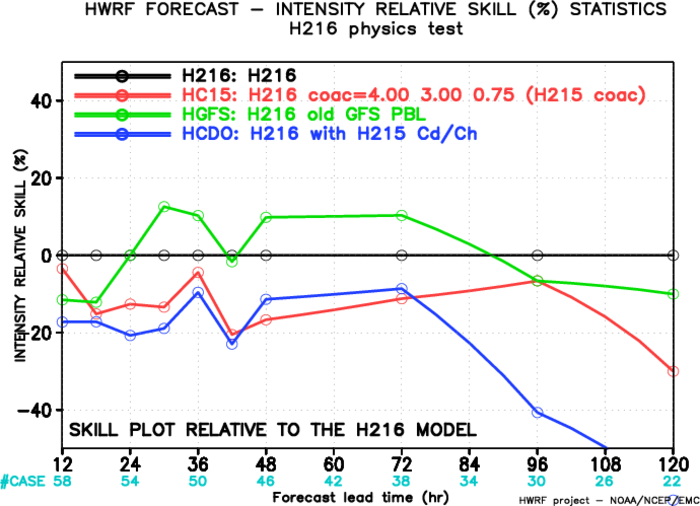 HWRF FORECAST − INTENSITY RELATIVE SKILL (%) STATISTICS
H216 physics test
H216: H216
HC15: H216 coac=4.00 3.00 0.75 (H215 coac)
HGFS: H216 old GFS PBL
HCDO: H216 with H215 Cd/Ch
INTENSITY RELATIVE SKILL (%)
40
20
0
−20
−40
SKILL PLOT RELATIVE TO THE H216 MODEL
12 24 36 48 60 72 84 96 108 120
#CASE 58 54 50 46 42 38 34 30 26 22
Forecast lead time (hr)
HWRF project − NOAA/NCEP/EMC